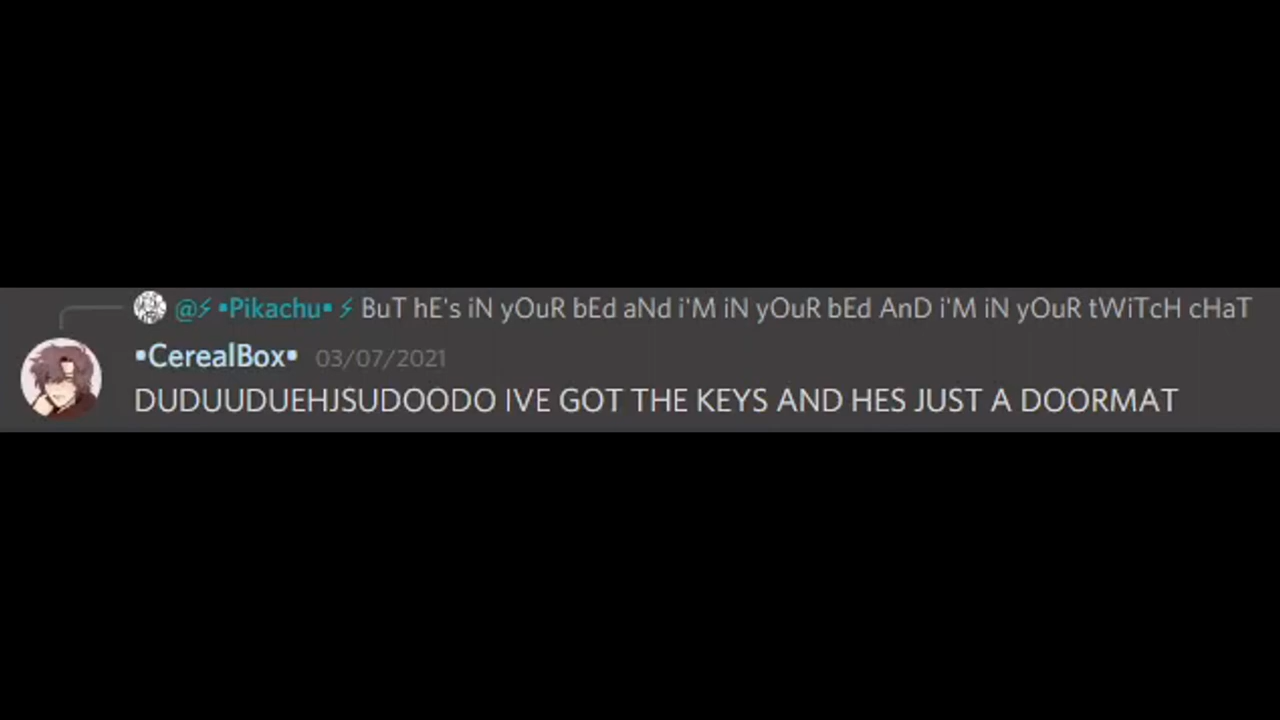 @⚡ •Pikachu• ⚡ BuT hE's iN yOuR bEd aNd i'M iN yOuR bEd AnD i'M iN yOuR tWiTcH cHaT
•CerealBox• 03/07/2021
DUDUUDUEHJSUDOODO IVE GOT THE KEYS AND HES JUST A DOORMAT